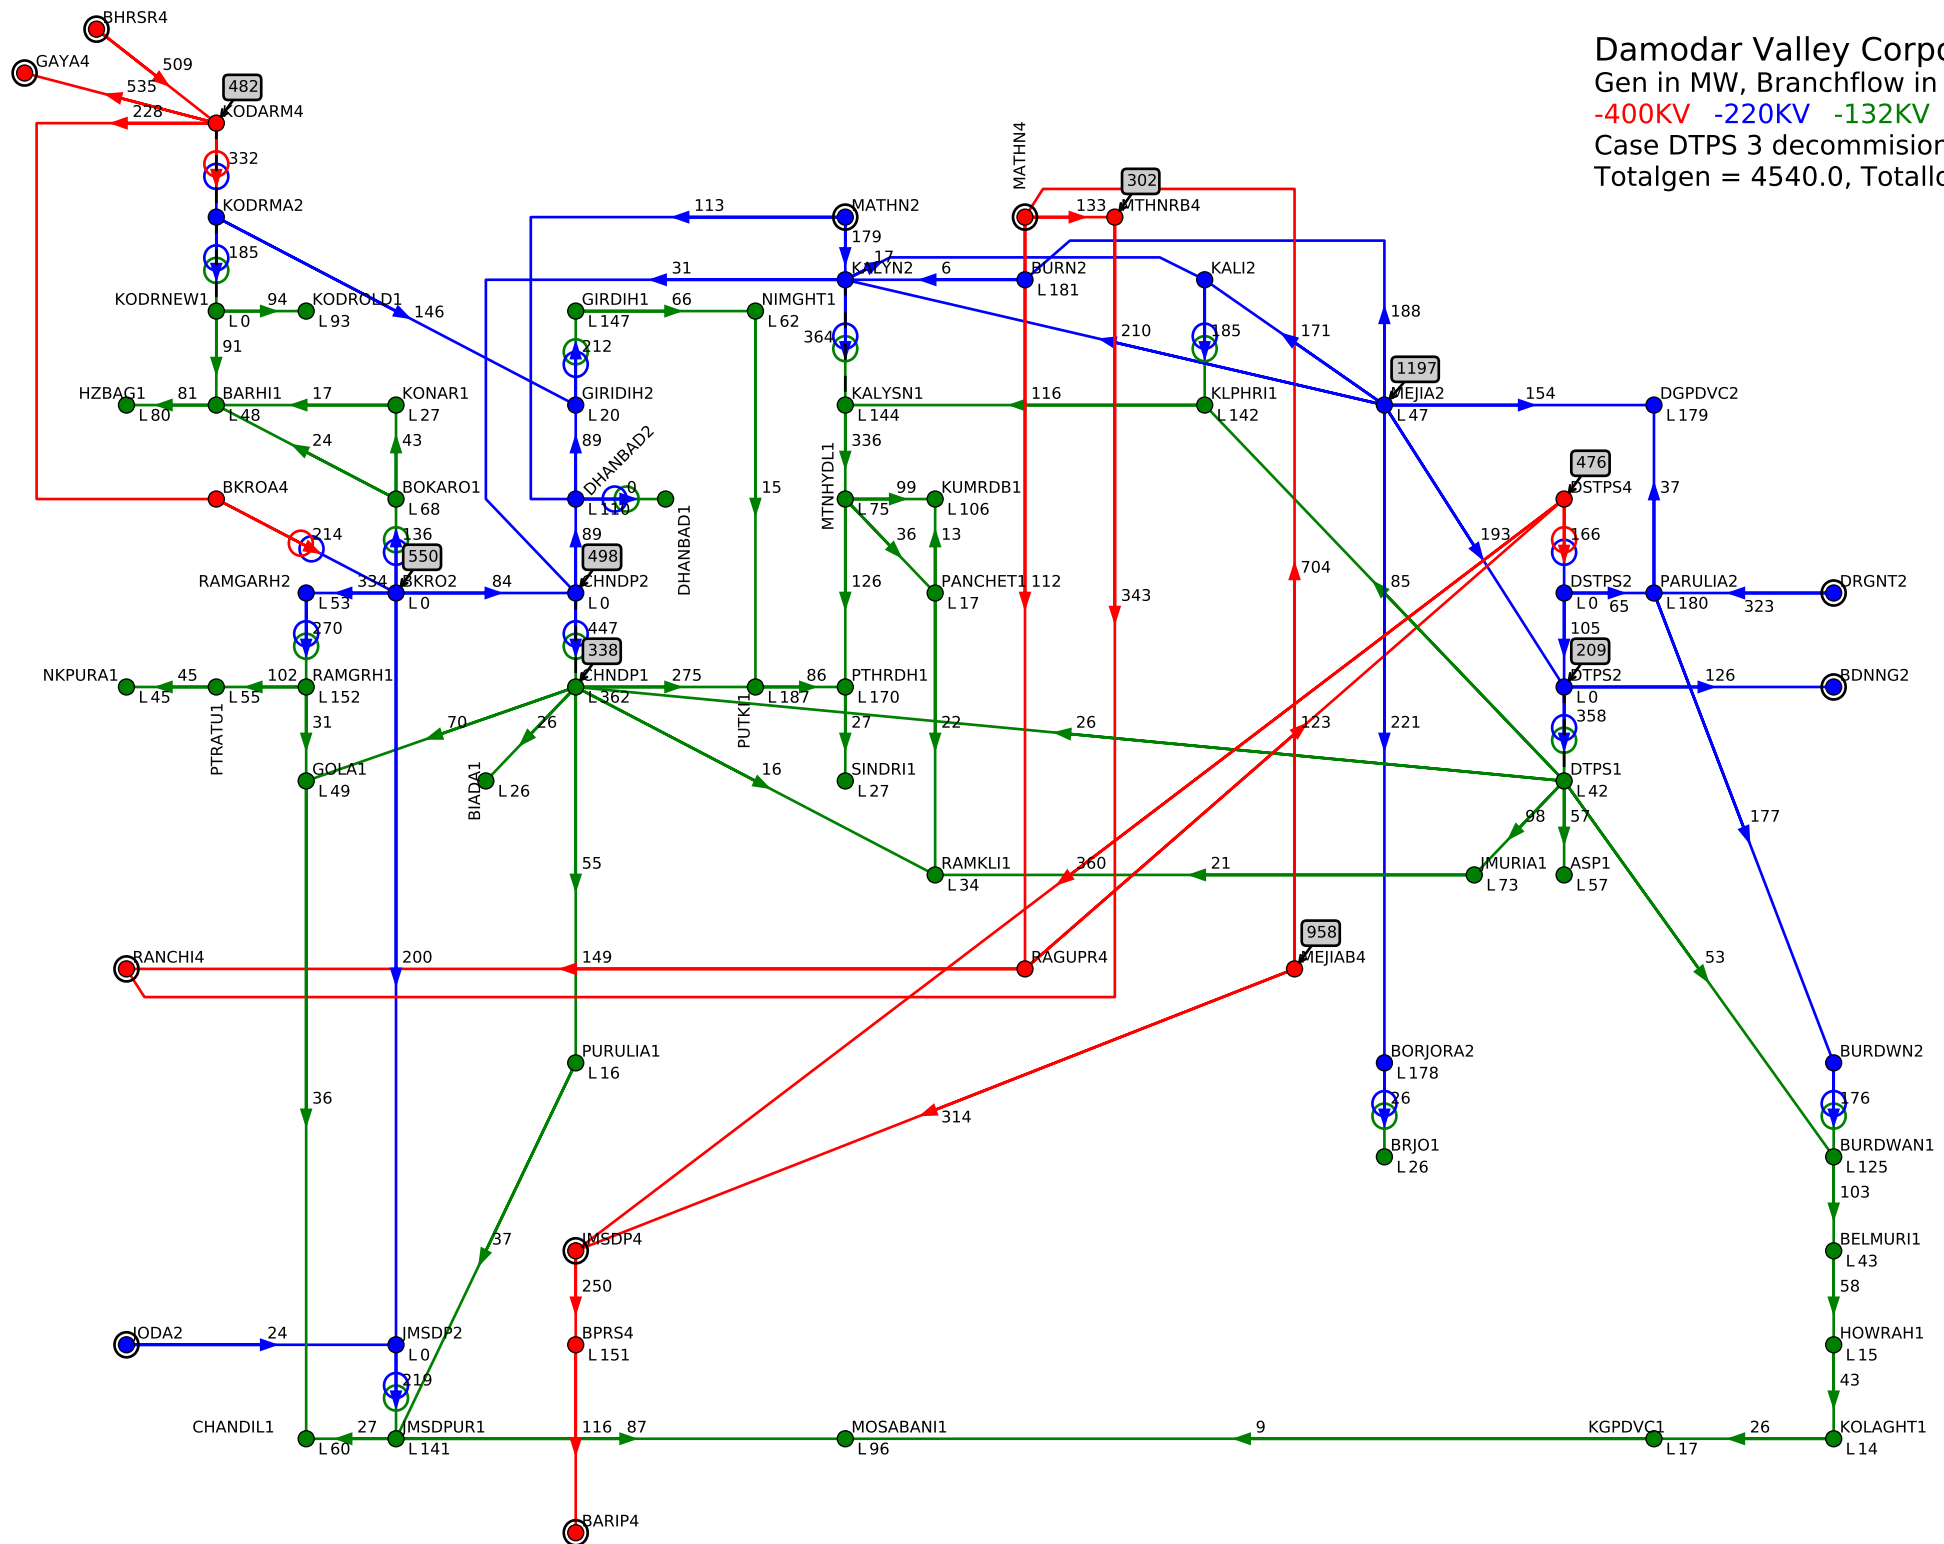 BHRSR4
Damodar Valley Corpo
GAYA4
509
Gen in MW, Branchflow in
535
482
-400KV -220KV -132KV
228
KODARM4
Case DTPS 3 decommision
332
MATHN4
302
Totalgen = 4540.0, Totallo
KODRMA2
113
MATHN2
133
MTHNRB4
185
179
17
31
KALYN2
6
BURN2
L 181
KALI2
KODRNEW1
L 0
94
KODROLD1
L 93
146
GIRDIH1
L 147
66
NIMGHT1
L 62
188
91
212
364
210
185
171
1197
HZBAG1
L 80
81
BARHI1
L 48
17
KONAR1
L 27
GIRIDIH2
L 20
KALYSN1
L 144
116
KLPHRI1
L 142
MEJIA2
L 47
154
DGPDVC2
L 179
24
43
89
DHANBAD2
336
476
BKROA4
BOKARO1
L 68
L 110
0
DHANBAD1
MTNHYDL1
L 75
99
KUMRDB1
L 106
DSTPS4
37
214
136
550
89
498
36
13
193
166
RAMGARH2
L 53
334
BKRO2
L 0
84
CHNDP2
L 0
126
PANCHET1
L 17
112
343
704
85
DSTPS2
L 0
65
PARULIA2
L 180
323
DRGNT2
270
447
338
105
209
NKPURA1
L 45
45
L 55
PTRATU1
102
RAMGRH1
L 152
CHNDP1
L 362
275
PUTKI1
L 187
86
PTHRDH1
L 170
DTPS2
L 0
126
BDNNG2
31
70
26
27
22
26
123
221
358
GOLA1
L 49
BIADA1
L 26
16
SINDRI1
L 27
DTPS1
L 42
98
57
177
55
RAMKLI1
L 34
360
21
JMURIA1
L 73
ASP1
L 57
958
RANCHI4
200
149
RAGUPR4
MEJIAB4
53
PURULIA1
L 16
BORJORA2
L 178
BURDWN2
36
314
26
176
BRJO1
L 26
BURDWAN1
L 125
103
37
JMSDP4
BELMURI1
L 43
250
58
JODA2
24
JMSDP2
L 0
BPRS4
L 151
HOWRAH1
L 15
219
43
CHANDIL1
L 60
27
JMSDPUR1
L 141
116
87
MOSABANI1
L 96
9
KGPDVC1
L 17
26
KOLAGHT1
L 14
BARIP4